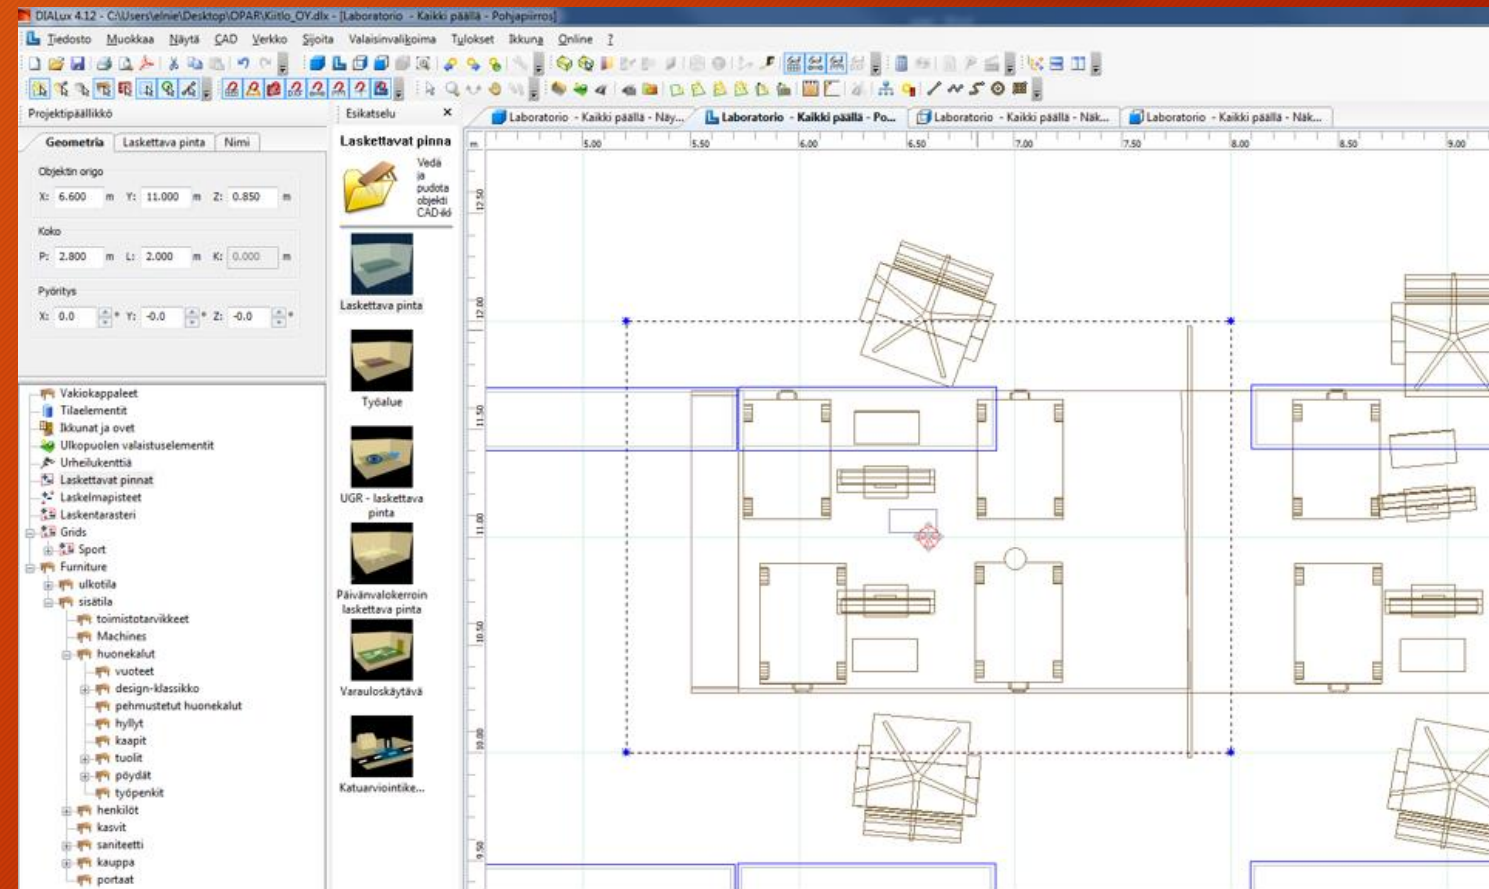 DIALux 4.12 - C:\Users\elnie\Desktop\OPAR\Kiitlo_OY.dlx - [Laboratorio - Kaikki päällä - Pohjapiirros]
Tiedosto Muokkaa Näytä CAD Verkko Sijoita Valaisinvalikoima Tulokset Ikkuna Online ?
Projektipäällikkö
Geometria Laskettava pinta Nimi
Objektin origo
X: 6.600 m Y: 11.000 m Z: 0.850 m
Koko
P: 2.800 m L: 2.000 m K: 0.000 m
Pyöritys
X: 0.0 ° Y: -0.0 ° Z: -0.0 °
Vakiokappaleet
Tilaelementit
Ikkunat ja ovet
Ulkopuolen valaistuselementit
Urheilukenttiä
Laskettavat pinnat
Laskelmapisteet
Laskentarasteri
Grids
Sport
Furniture
ulkotila
sisätila
toimistotarvikkeet
Machines
huonekalut
vuoteet
design-klassikko
pehmustetut huonekalut
hyllyt
kaapit
tuolit
pöydät
työpenkit
henkilöt
kasvit
saniteetti
kauppa
portaat
Esikatselu ×
Laskettavat pinna
Vedä
ja
pudota
objekti
CAD-ikk
Laskettava pinta
Työalue
UGR - laskettava
pinta
Päivänvalokerroin
laskettava pinta
Varauloskäytävä
Katuarviointike...
Laboratorio - Kaikki päällä - Näy... Laboratorio - Kaikki päällä - Po... Laboratorio - Kaikki päällä - Näk... Laboratorio - Kaikki päällä - Näk...
m 5.00 5.50 6.00 6.50 7.00 7.50 8.00 8.50 9.00
12.50
12.00
11.50
11.00
10.50
10.00
9.50